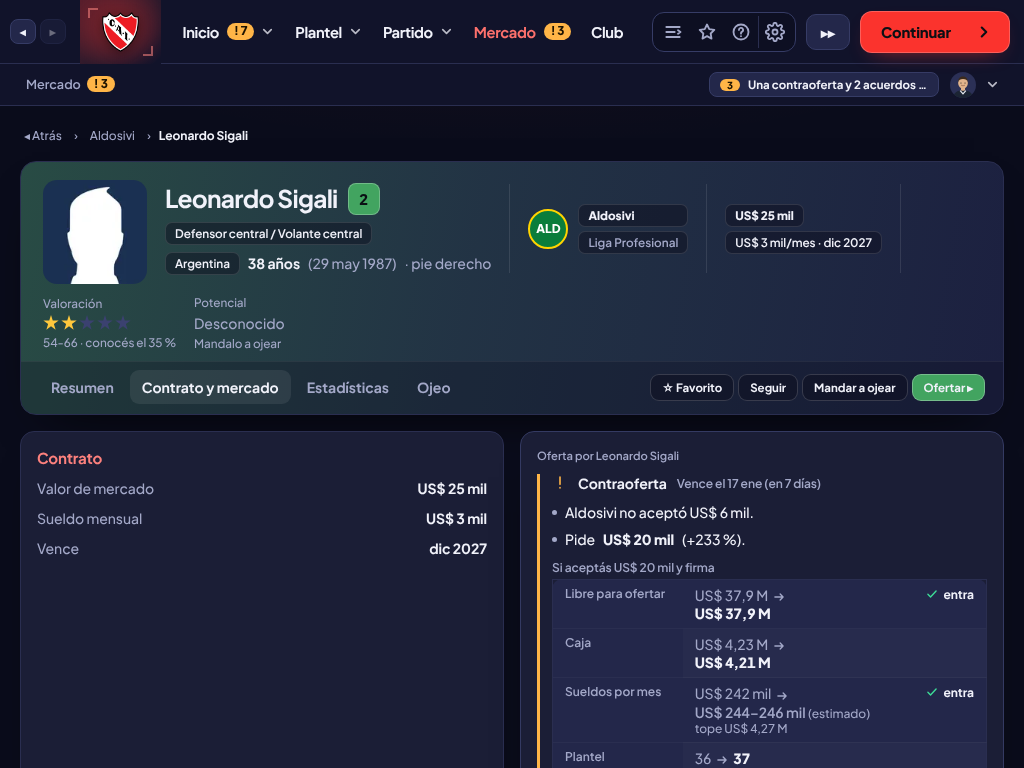 Inicio ! 7 Plantel Partido Mercado ! 3 Club Continuar
Mercado ! 3
3 Una contraoferta y 2 acuerdos ...
Atrás › Aldosivi › Leonardo Sigali
Leonardo Sigali 2
Defensor central / Volante central
Argentina 38 años (29 may 1987) · pie derecho
ALD
Aldosivi
Liga Profesional
US$ 25 mil
US$ 3 mil/mes · dic 2027
Valoración
54–66 · conocés el 35 %
Potencial
Desconocido
Mandalo a ojear
Resumen Contrato y mercado Estadísticas Ojeo
☆ Favorito Seguir Mandar a ojear Ofertar ▸
Contrato
Valor de mercado US$ 25 mil
Sueldo mensual US$ 3 mil
Vence dic 2027
Oferta por Leonardo Sigali
! Contraoferta Vence el 17 ene (en 7 días)
• Aldosivi no aceptó US$ 6 mil.
• Pide US$ 20 mil (+233 %).
Si aceptás US$ 20 mil y firma
Libre para ofertar US$ 37,9 M → ✓ entra
US$ 37,9 M
Caja US$ 4,23 M →
US$ 4,21 M
Sueldos por mes US$ 242 mil → ✓ entra
US$ 244–246 mil (estimado)
tope US$ 4,27 M
Plantel 36 → 37